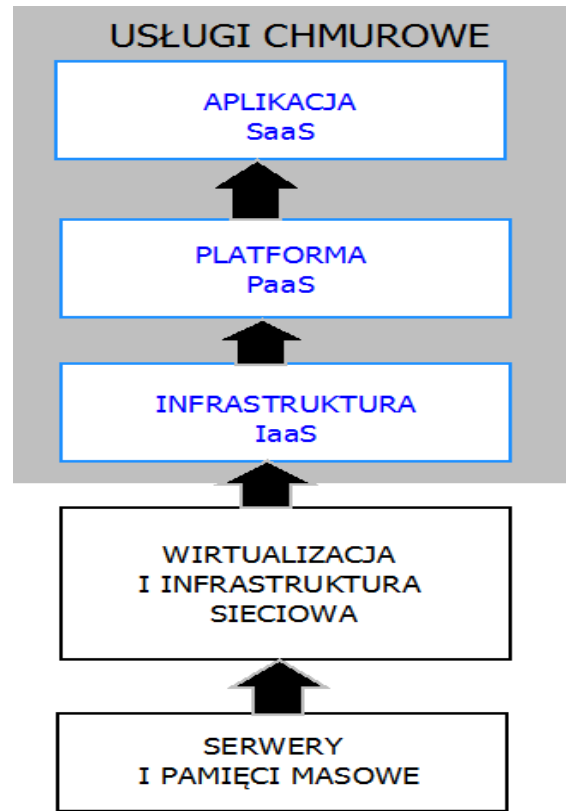 USŁUGI CHMUROWE
APLIKACJA
SaaS
PLATFORMA
PaaS
INFRASTRUKTURA
IaaS
WIRTUALIZACJA
I INFRASTRUKTURA
SIECIOWA
SERWERY
I PAMIĘCI MASOWE